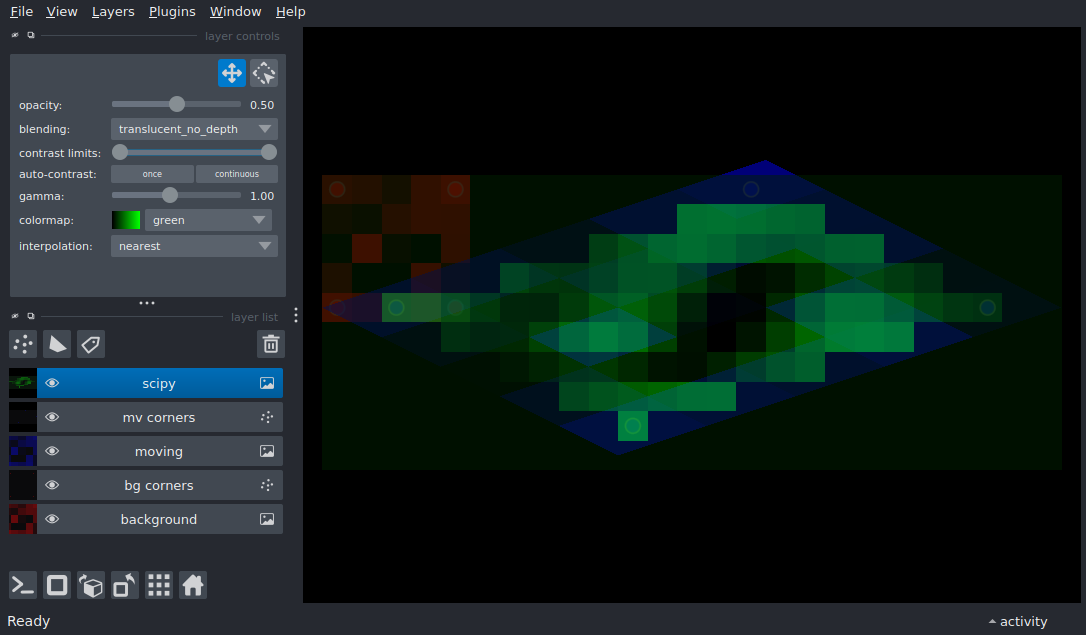 File View Layers Plugins Window Help
layer controls
opacity: 0.50
blending: translucent_no_depth
contrast limits:
auto-contrast: once continuous
gamma: 1.00
colormap: green
interpolation: nearest
layer list
scipy
mv corners
moving
bg corners
background
Ready activity